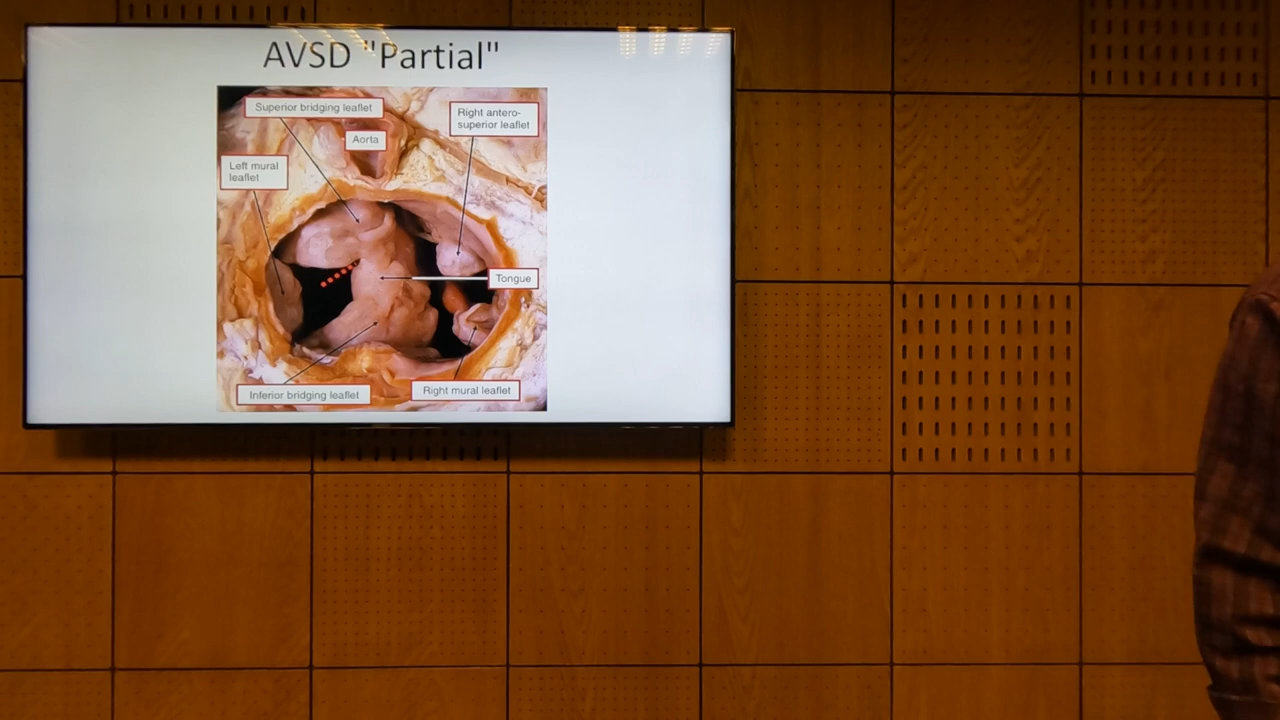 AVSD "Partial"
Superior bridging leaflet
Right antero-
superior leaflet
Aorta
Left mural
leaflet
Tongue
Inferior bridging leaflet
Right mural leaflet